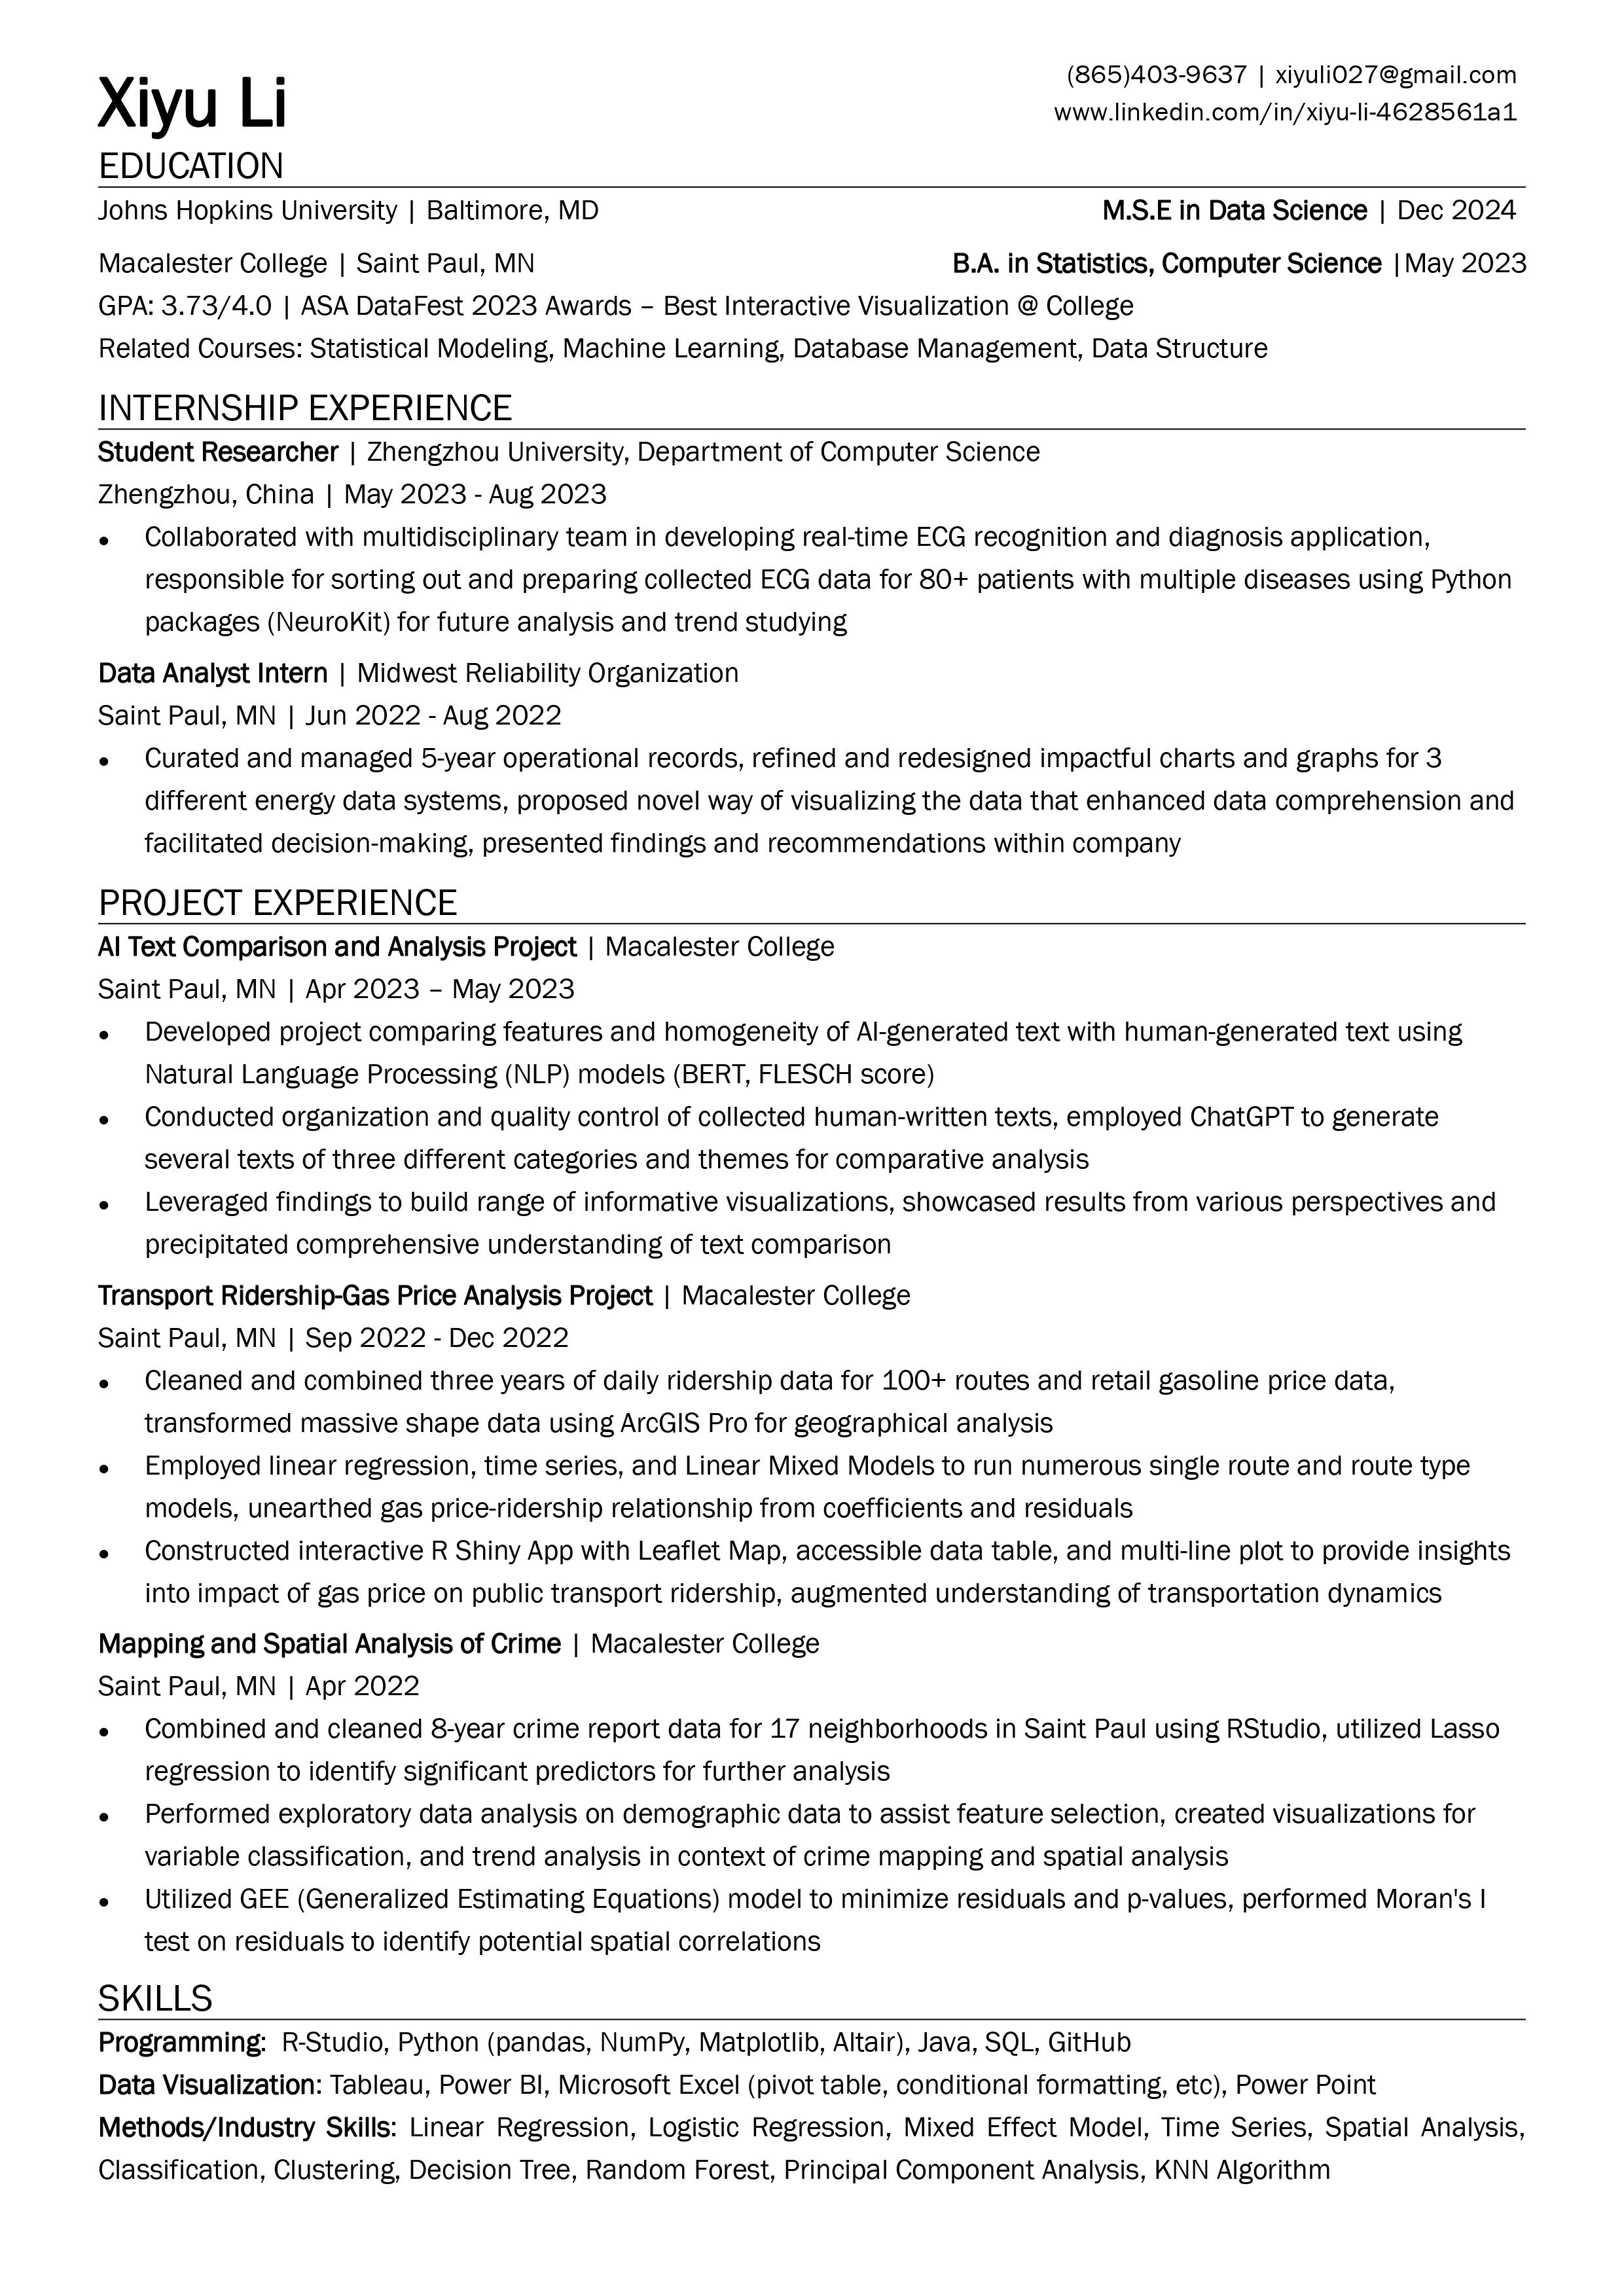 Xiyu Li
(865)403-9637 | xiyuli027@gmail.com
www.linkedin.com/in/xiyu-li-4628561a1
EDUCATION
Johns Hopkins University | Baltimore, MD M.S.E in Data Science | Dec 2024
Macalester College | Saint Paul, MN B.A. in Statistics, Computer Science |May 2023
GPA: 3.73/4.0 | ASA DataFest 2023 Awards – Best Interactive Visualization @ College
Related Courses: Statistical Modeling, Machine Learning, Database Management, Data Structure
INTERNSHIP EXPERIENCE
Student Researcher | Zhengzhou University, Department of Computer Science
Zhengzhou, China | May 2023 - Aug 2023
• Collaborated with multidisciplinary team in developing real-time ECG recognition and diagnosis application,
responsible for sorting out and preparing collected ECG data for 80+ patients with multiple diseases using Python
packages (NeuroKit) for future analysis and trend studying
Data Analyst Intern | Midwest Reliability Organization
Saint Paul, MN | Jun 2022 - Aug 2022
• Curated and managed 5-year operational records, refined and redesigned impactful charts and graphs for 3
different energy data systems, proposed novel way of visualizing the data that enhanced data comprehension and
facilitated decision-making, presented findings and recommendations within company
PROJECT EXPERIENCE
AI Text Comparison and Analysis Project | Macalester College
Saint Paul, MN | Apr 2023 – May 2023
• Developed project comparing features and homogeneity of AI-generated text with human-generated text using
Natural Language Processing (NLP) models (BERT, FLESCH score)
• Conducted organization and quality control of collected human-written texts, employed ChatGPT to generate
several texts of three different categories and themes for comparative analysis
• Leveraged findings to build range of informative visualizations, showcased results from various perspectives and
precipitated comprehensive understanding of text comparison
Transport Ridership-Gas Price Analysis Project | Macalester College
Saint Paul, MN | Sep 2022 - Dec 2022
• Cleaned and combined three years of daily ridership data for 100+ routes and retail gasoline price data,
transformed massive shape data using ArcGIS Pro for geographical analysis
• Employed linear regression, time series, and Linear Mixed Models to run numerous single route and route type
models, unearthed gas price-ridership relationship from coefficients and residuals
• Constructed interactive R Shiny App with Leaflet Map, accessible data table, and multi-line plot to provide insights
into impact of gas price on public transport ridership, augmented understanding of transportation dynamics
Mapping and Spatial Analysis of Crime | Macalester College
Saint Paul, MN | Apr 2022
• Combined and cleaned 8-year crime report data for 17 neighborhoods in Saint Paul using RStudio, utilized Lasso
regression to identify significant predictors for further analysis
• Performed exploratory data analysis on demographic data to assist feature selection, created visualizations for
variable classification, and trend analysis in context of crime mapping and spatial analysis
• Utilized GEE (Generalized Estimating Equations) model to minimize residuals and p-values, performed Moran's I
test on residuals to identify potential spatial correlations
SKILLS
Programming: R-Studio, Python (pandas, NumPy, Matplotlib, Altair), Java, SQL, GitHub
Data Visualization: Tableau, Power BI, Microsoft Excel (pivot table, conditional formatting, etc), Power Point
Methods/Industry Skills: Linear Regression, Logistic Regression, Mixed Effect Model, Time Series, Spatial Analysis,
Classification, Clustering, Decision Tree, Random Forest, Principal Component Analysis, KNN Algorithm